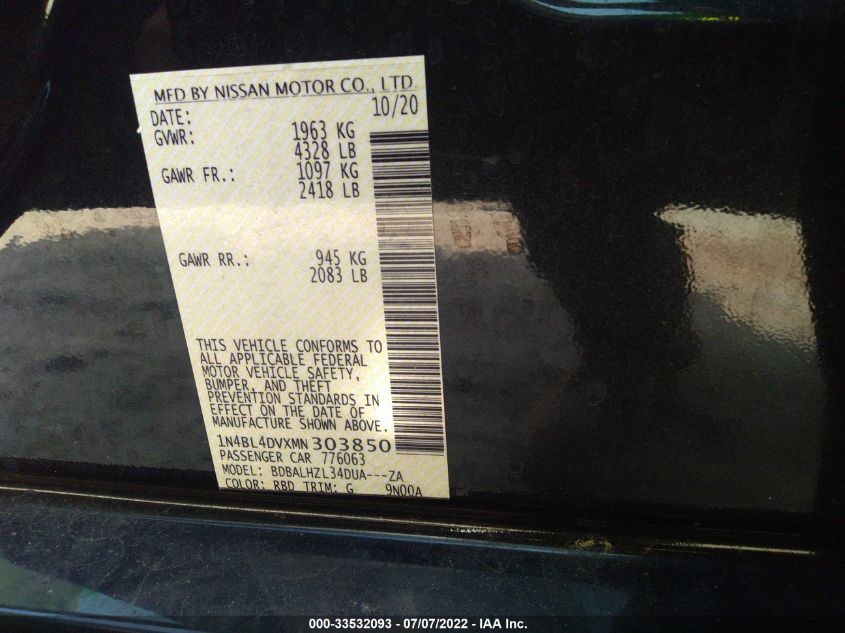 MFD BY NISSAN MOTOR CO., LTD.
DATE: 10/20
GVWR: 1963 KG
4328 LB
GAWR FR.: 1097 KG
2418 LB
GAWR RR.: 945 KG
2083 LB
THIS VEHICLE CONFORMS TO
ALL APPLICABLE FEDERAL
MOTOR VEHICLE SAFETY,
BUMPER, AND THEFT
PREVENTION STANDARDS IN
EFFECT ON THE DATE OF
MANUFACTURE SHOWN ABOVE.
1N4BL4DVXMN303850
PASSENGER CAR 776063
MODEL: BDBALHZL34DUA---ZA
COLOR: RBD TRIM: G 9N00A
000-33532093 - 07/07/2022 - IAA Inc.